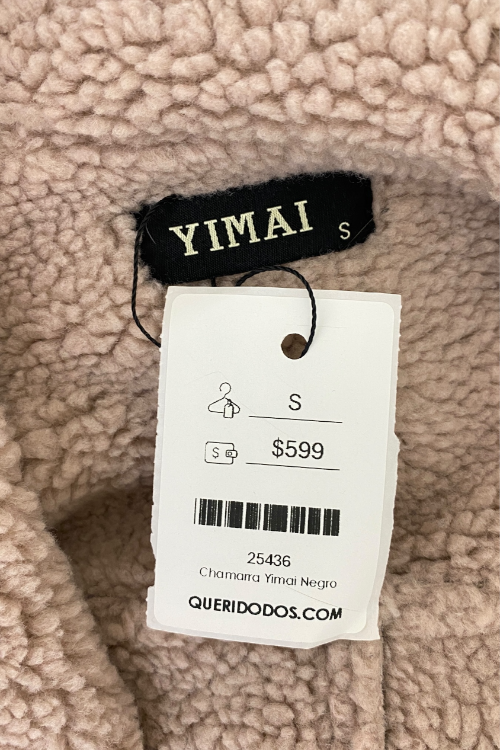 YIMAI S
S
$599
25436
Chamarra Yimai Negro
QUERIDODOS.COM